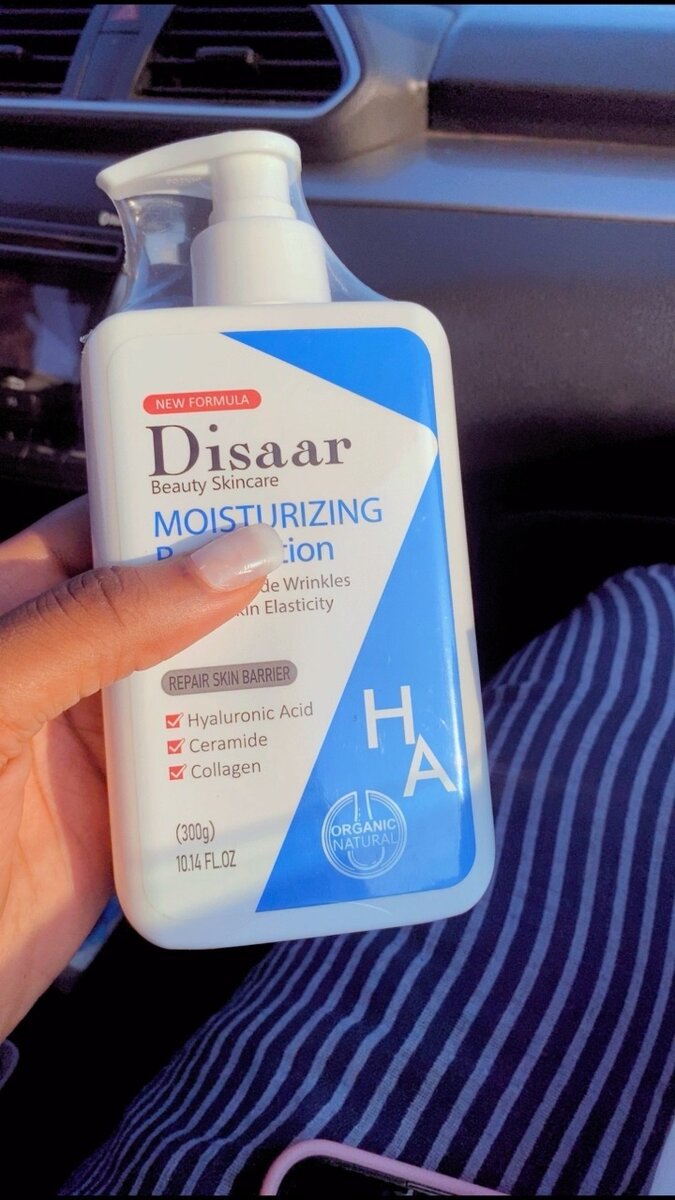 NEW FORMULA
Disaar
Beauty Skincare
MOISTURIZING
de Wrinkles
Elasticity
REPAIR SKIN BARRIER
Hyaluronic Acid
Ceramide
Collagen
H
A
(300g)
10.14 FL.OZ
ORGANIC
NATURAL